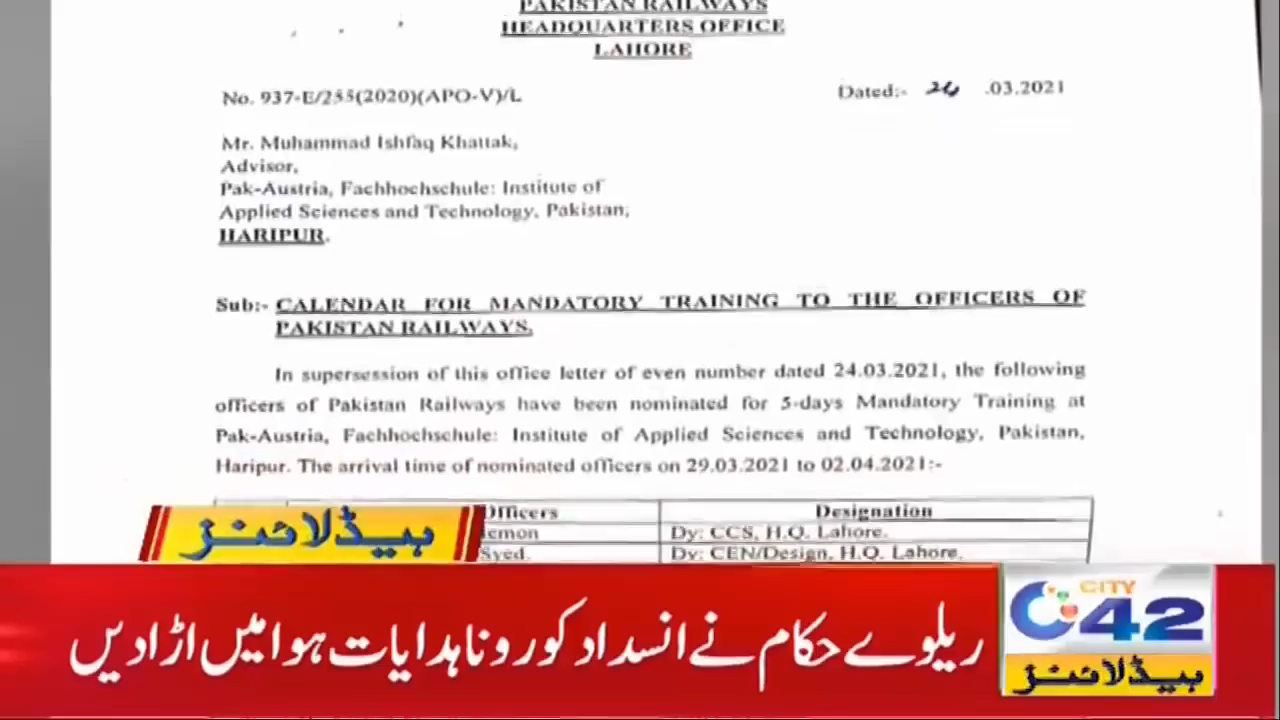 PAKISTAN RAILWAYS
HEADQUARTERS OFFICE
LAHORE
No. 937-E/255(2020)(APO-V)/L
Dated:- 24 .03.2021
Mr. Muhammad Ishfaq Khattak,
Advisor,
Pak-Austria, Fachhochschule: Institute of
Applied Sciences and Technology, Pakistan,
HARIPUR.
Sub:- CALENDAR FOR MANDATORY TRAINING TO THE OFFICERS OF
PAKISTAN RAILWAYS.
In supersession of this office letter of even number dated 24.03.2021, the following
officers of Pakistan Railways have been nominated for 5-days Mandatory Training at
Pak-Austria, Fachhochschule: Institute of Applied Sciences and Technology, Pakistan,
Haripur. The arrival time of nominated officers on 29.03.2021 to 02.04.2021:-
Officers Designation
emon Dy: CCS, H.Q. Lahore.
Syed. Dy: CEN/Design, H.Q. Lahore.
ہیڈلائنز
ریلوے حکام نے انسداد کورونا ہدایات ہوا میں اڑا دیں
CITY
42
ہیڈلائنز